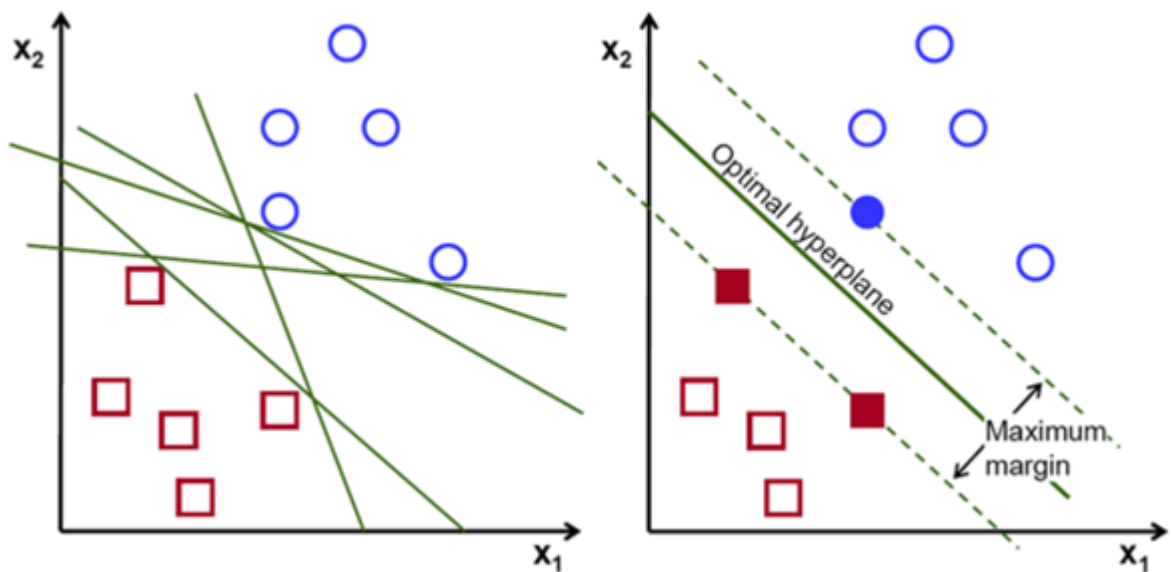 x₂
x₁
x₂
Optimal hyperplane
Maximum
margin
x₁